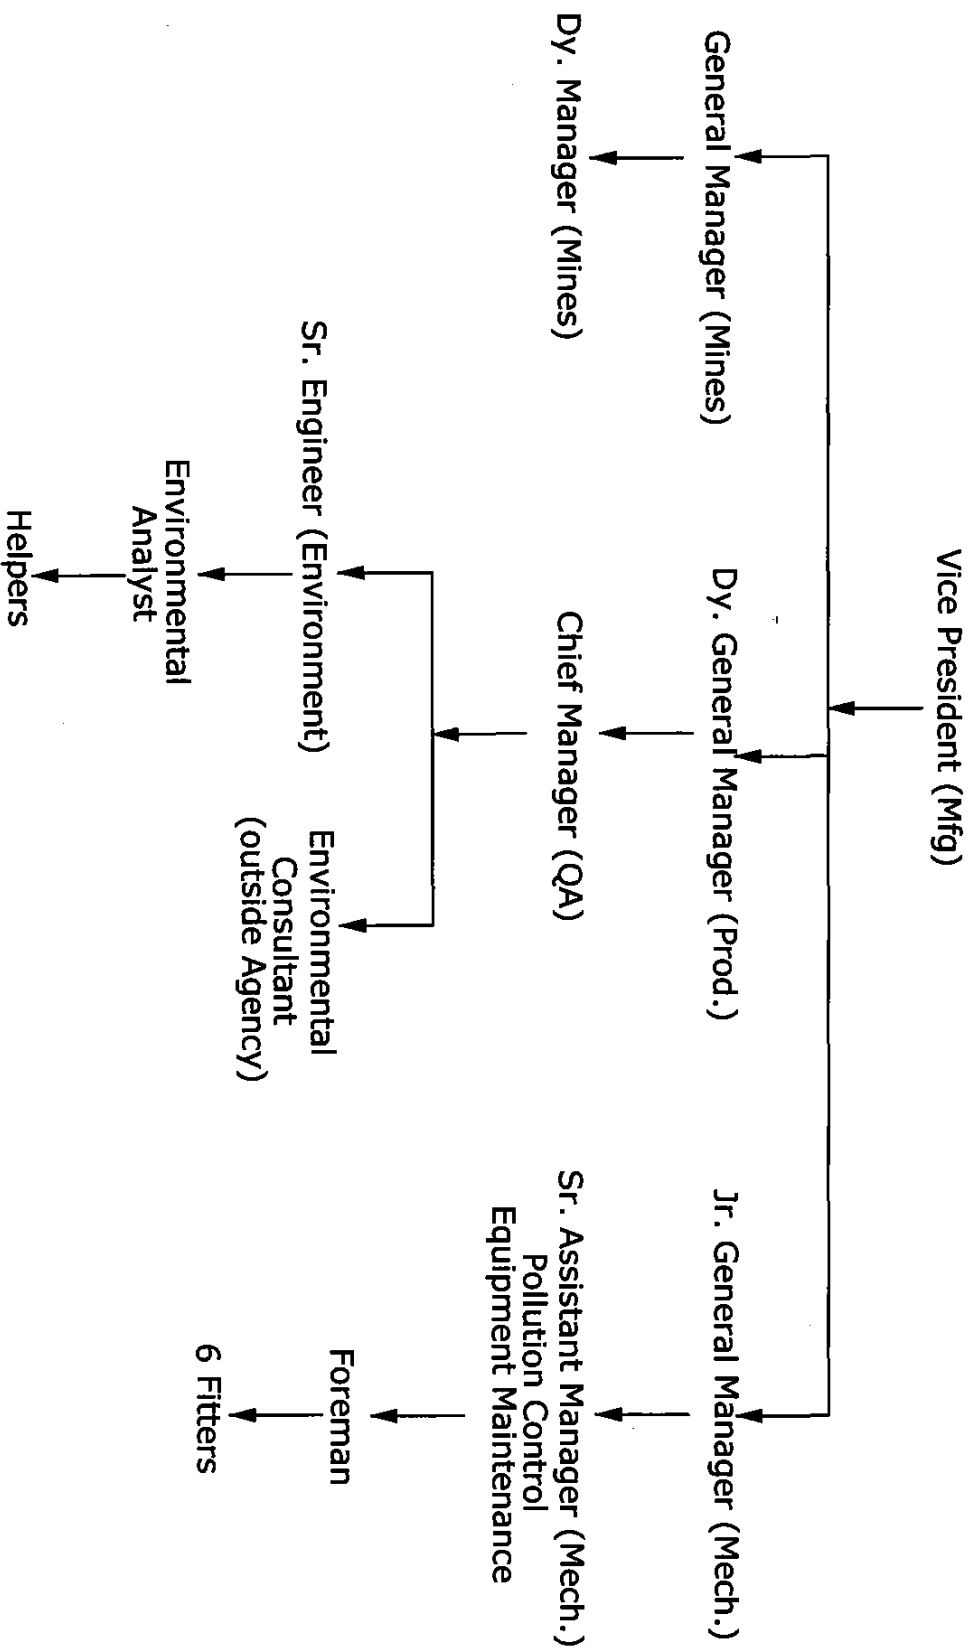 Vice President (Mfg)
General Manager (Mines)
Dy. General Manager (Prod.)
Jr. General Manager (Mech.)
Dy. Manager (Mines)
Chief Manager (QA)
Sr. Assistant Manager (Mech.)
Pollution Control
Equipment Maintenance
Sr. Engineer (Environment)
Environmental
Consultant
(outside Agency)
Foreman
Environmental
Analyst
6 Fitters
Helpers